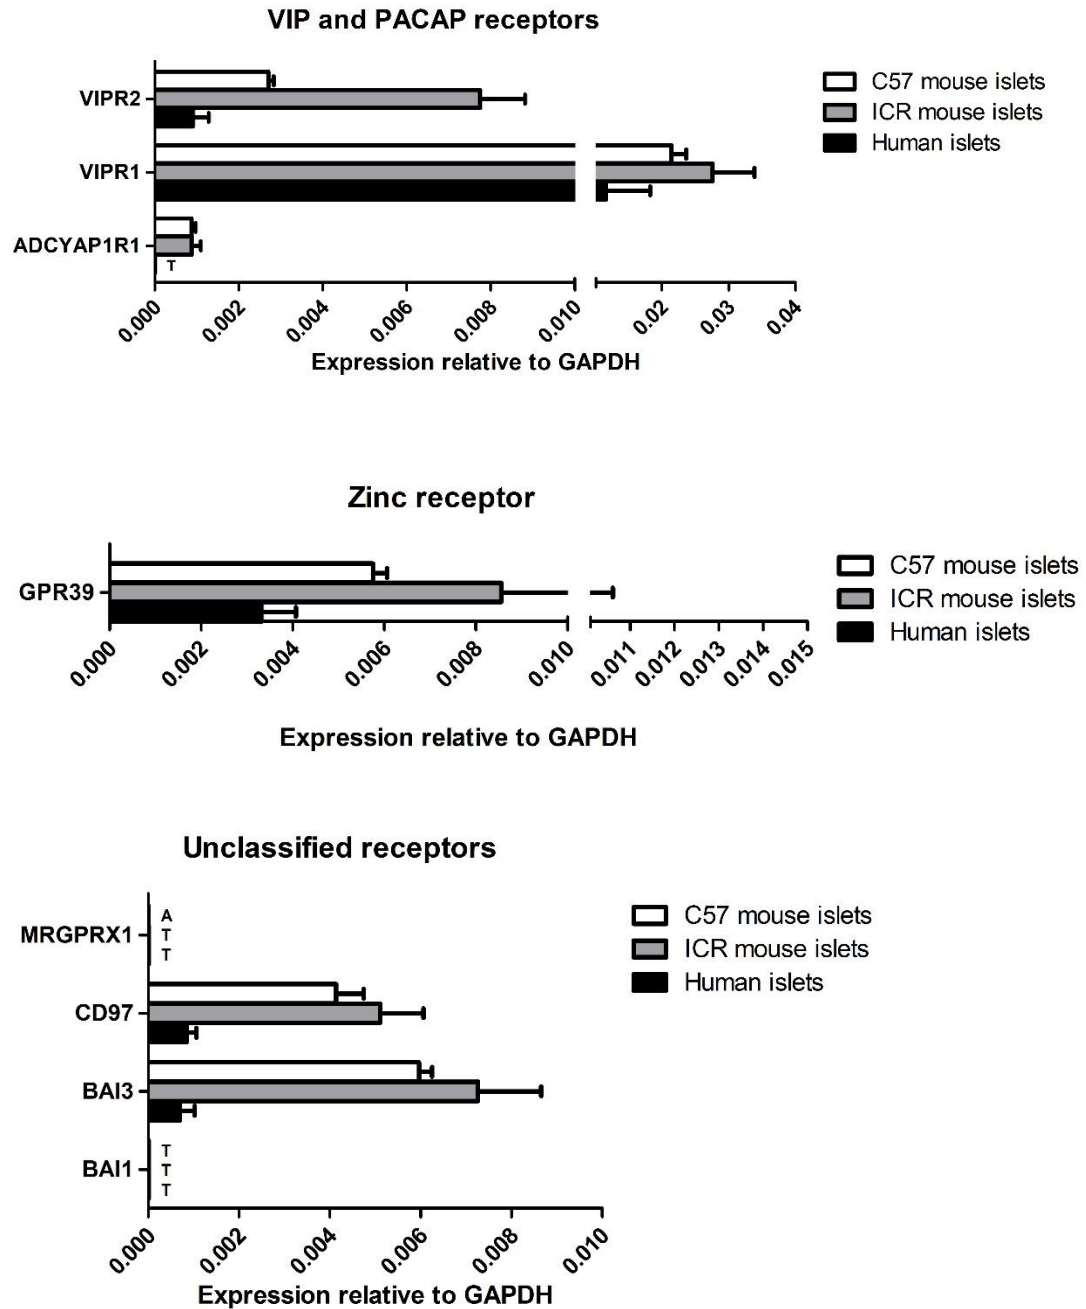 VIP and PACAP receptors
C57 mouse islets
ICR mouse islets
Human islets
VIPR2
VIPR1
ADCYAP1R1
T
0.000 0.002 0.004 0.006 0.008 0.010 0.02 0.03 0.04
Expression relative to GAPDH
Zinc receptor
C57 mouse islets
ICR mouse islets
Human islets
GPR39
0.000 0.002 0.004 0.006 0.008 0.010 0.011 0.012 0.013 0.014 0.015
Expression relative to GAPDH
Unclassified receptors
C57 mouse islets
ICR mouse islets
Human islets
A
MRGPRX1 T
T
CD97
BAI3
T
BAI1 T
T
0.000 0.002 0.004 0.006 0.008 0.010
Expression relative to GAPDH